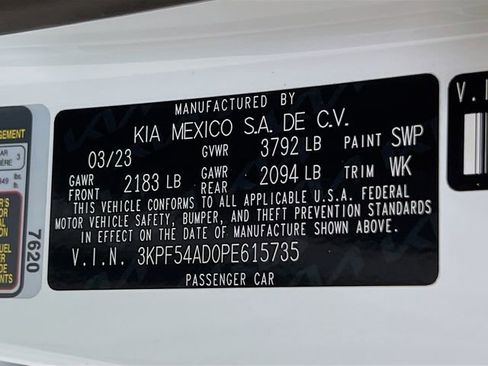 MANUFACTURED BY
KIA MEXICO S.A. DE C.V.
03/23 GVWR 3792 LB PAINT SWP
GAWR FRONT 2183 LB GAWR REAR 2094 LB TRIM WK
THIS VEHICLE CONFORMS TO ALL APPLICABLE U.S.A. FEDERAL
MOTOR VEHICLE SAFETY, BUMPER, AND THEFT PREVENTION STANDARDS
IN EFFECT ON THE DATE OF MANUFACTURE SHOWN ABOVE.
V.I.N. 3KPF54AD0PE615735
PASSENGER CAR
7620
3
V.I